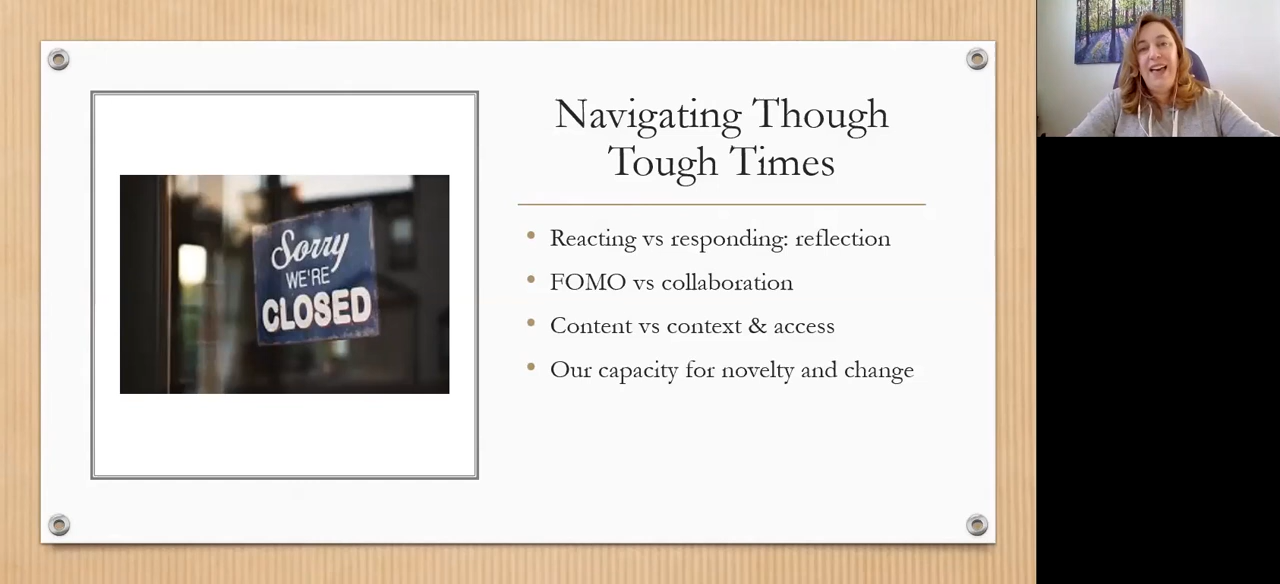 Sorry
WE'RE
CLOSED
Navigating Though
Tough Times
Reacting vs responding: reflection
FOMO vs collaboration
Content vs context & access
Our capacity for novelty and change